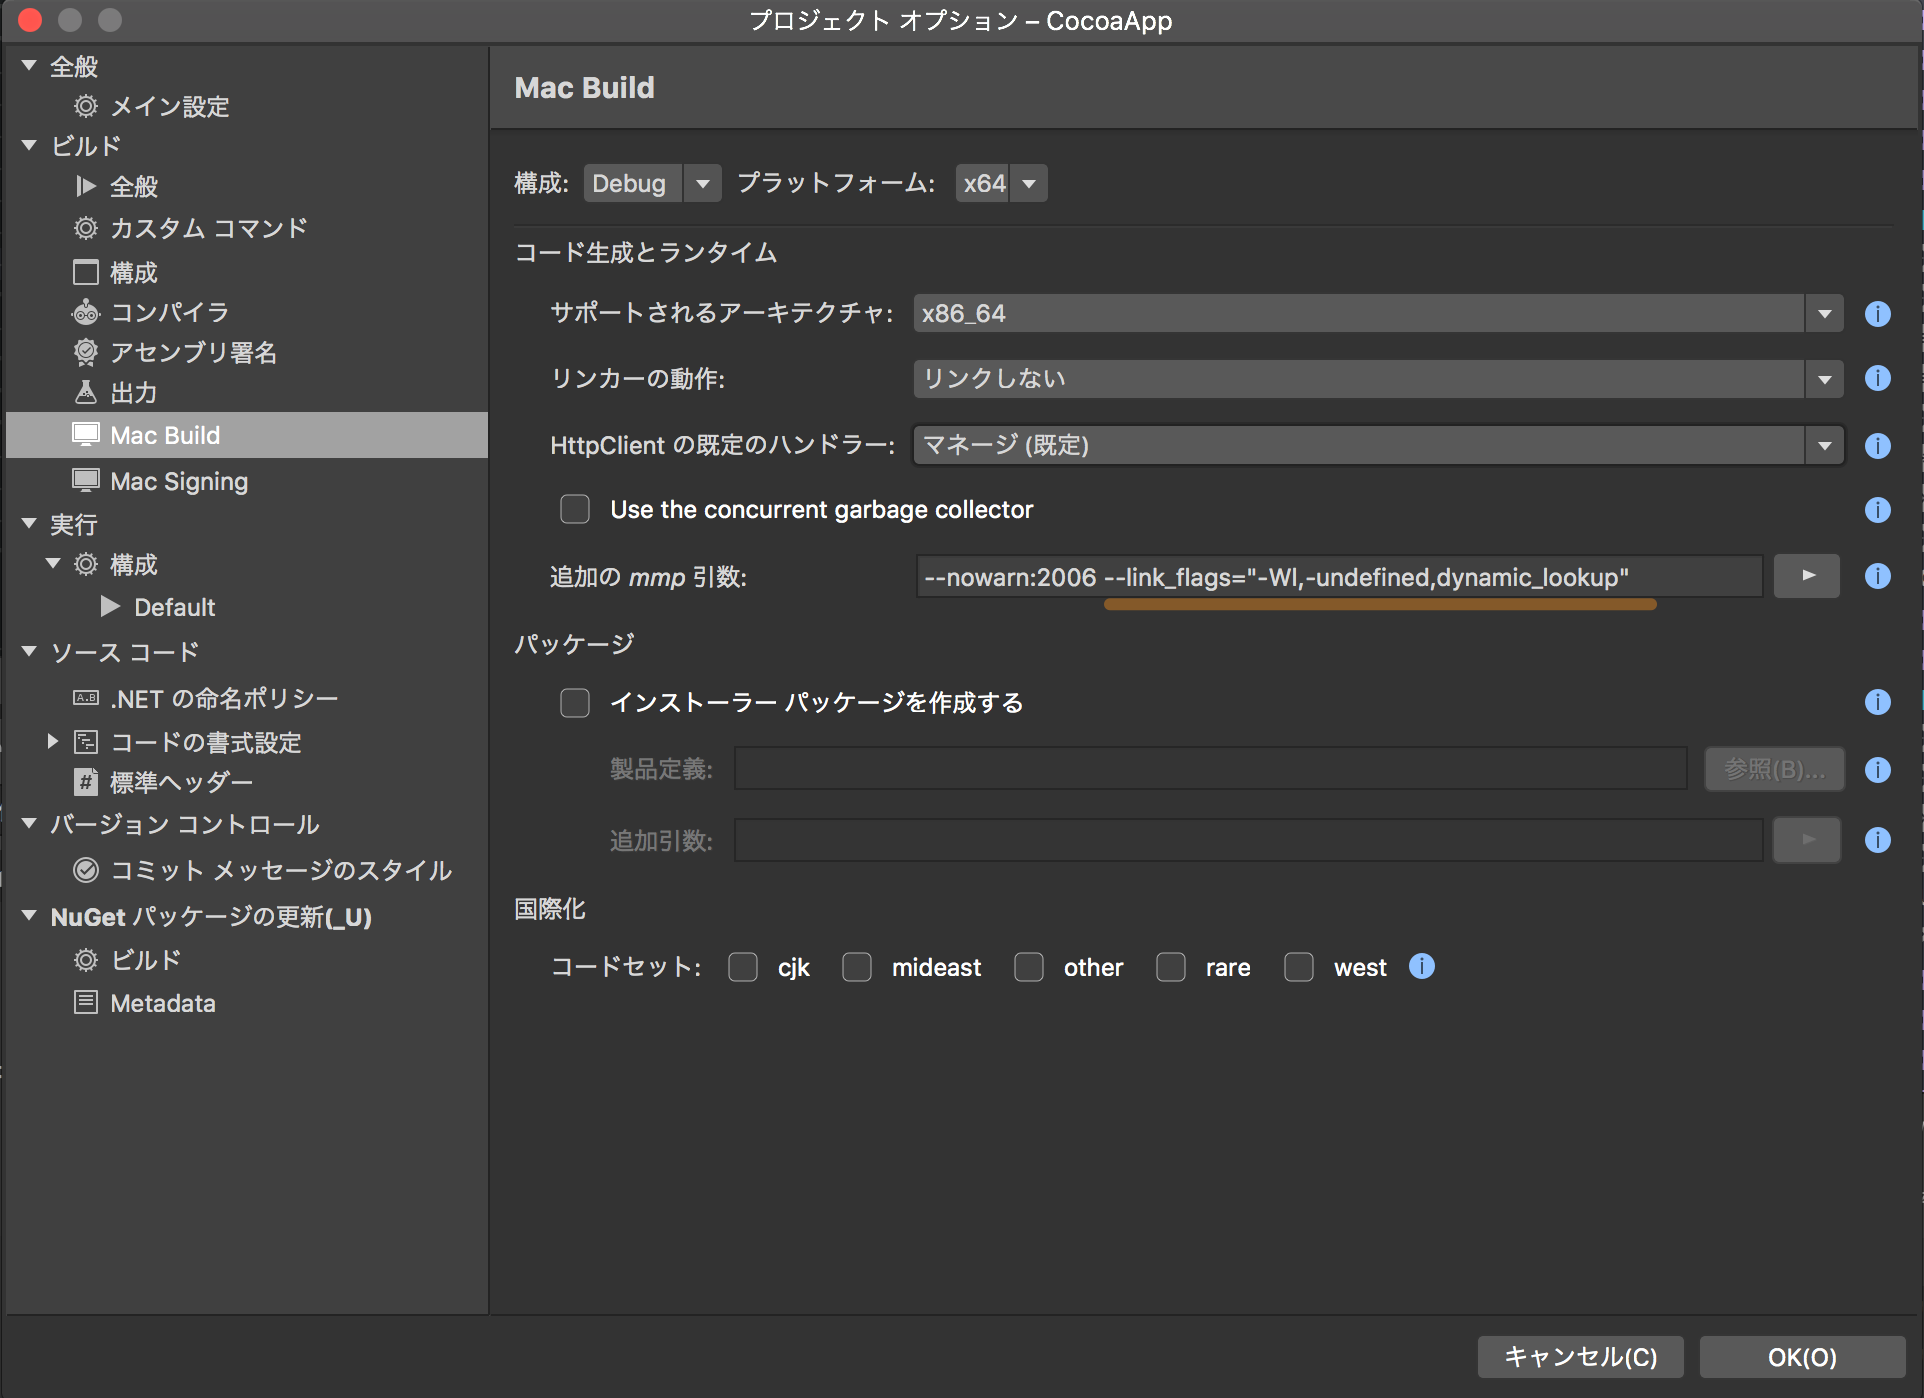 プロジェクト オプション – CocoaApp
全般
メイン設定
ビルド
全般
カスタム コマンド
構成
コンパイラ
アセンブリ署名
出力
Mac Build
Mac Signing
実行
構成
Default
ソース コード
.NET の命名ポリシー
コードの書式設定
標準ヘッダー
バージョン コントロール
コミット メッセージのスタイル
NuGet パッケージの更新(_U)
ビルド
Metadata
Mac Build
構成: Debug プラットフォーム: x64
コード生成とランタイム
サポートされるアーキテクチャ: x86_64
リンカーの動作: リンクしない
HttpClient の既定のハンドラー: マネージ (既定)
Use the concurrent garbage collector
追加の mmp 引数: --nowarn:2006 --link_flags="-Wl,-undefined,dynamic_lookup"
パッケージ
インストーラー パッケージを作成する
製品定義: 参照(B)...
追加引数:
国際化
コードセット: cjk mideast other rare west
キャンセル(C) OK(O)